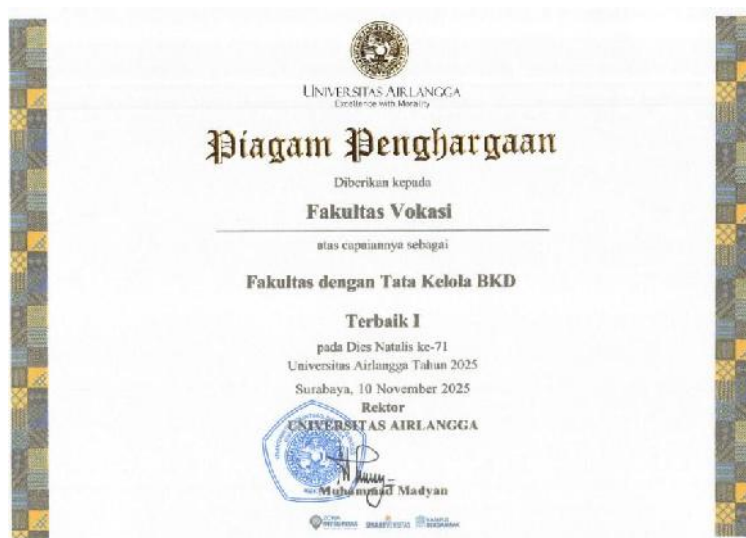 UNIVERSITAS AIRLANGGA
Excellence with Morality
Piagam Penghargaan
Diberikan kepada
Fakultas Vokasi
atas capaiannya sebagai
Fakultas dengan Tata Kelola BKD
Terbaik I
pada Dies Natalis ke-71
Universitas Airlangga Tahun 2025
Surabaya, 10 November 2025
Rektor
UNIVERSITAS AIRLANGGA
Muhammad Madyan